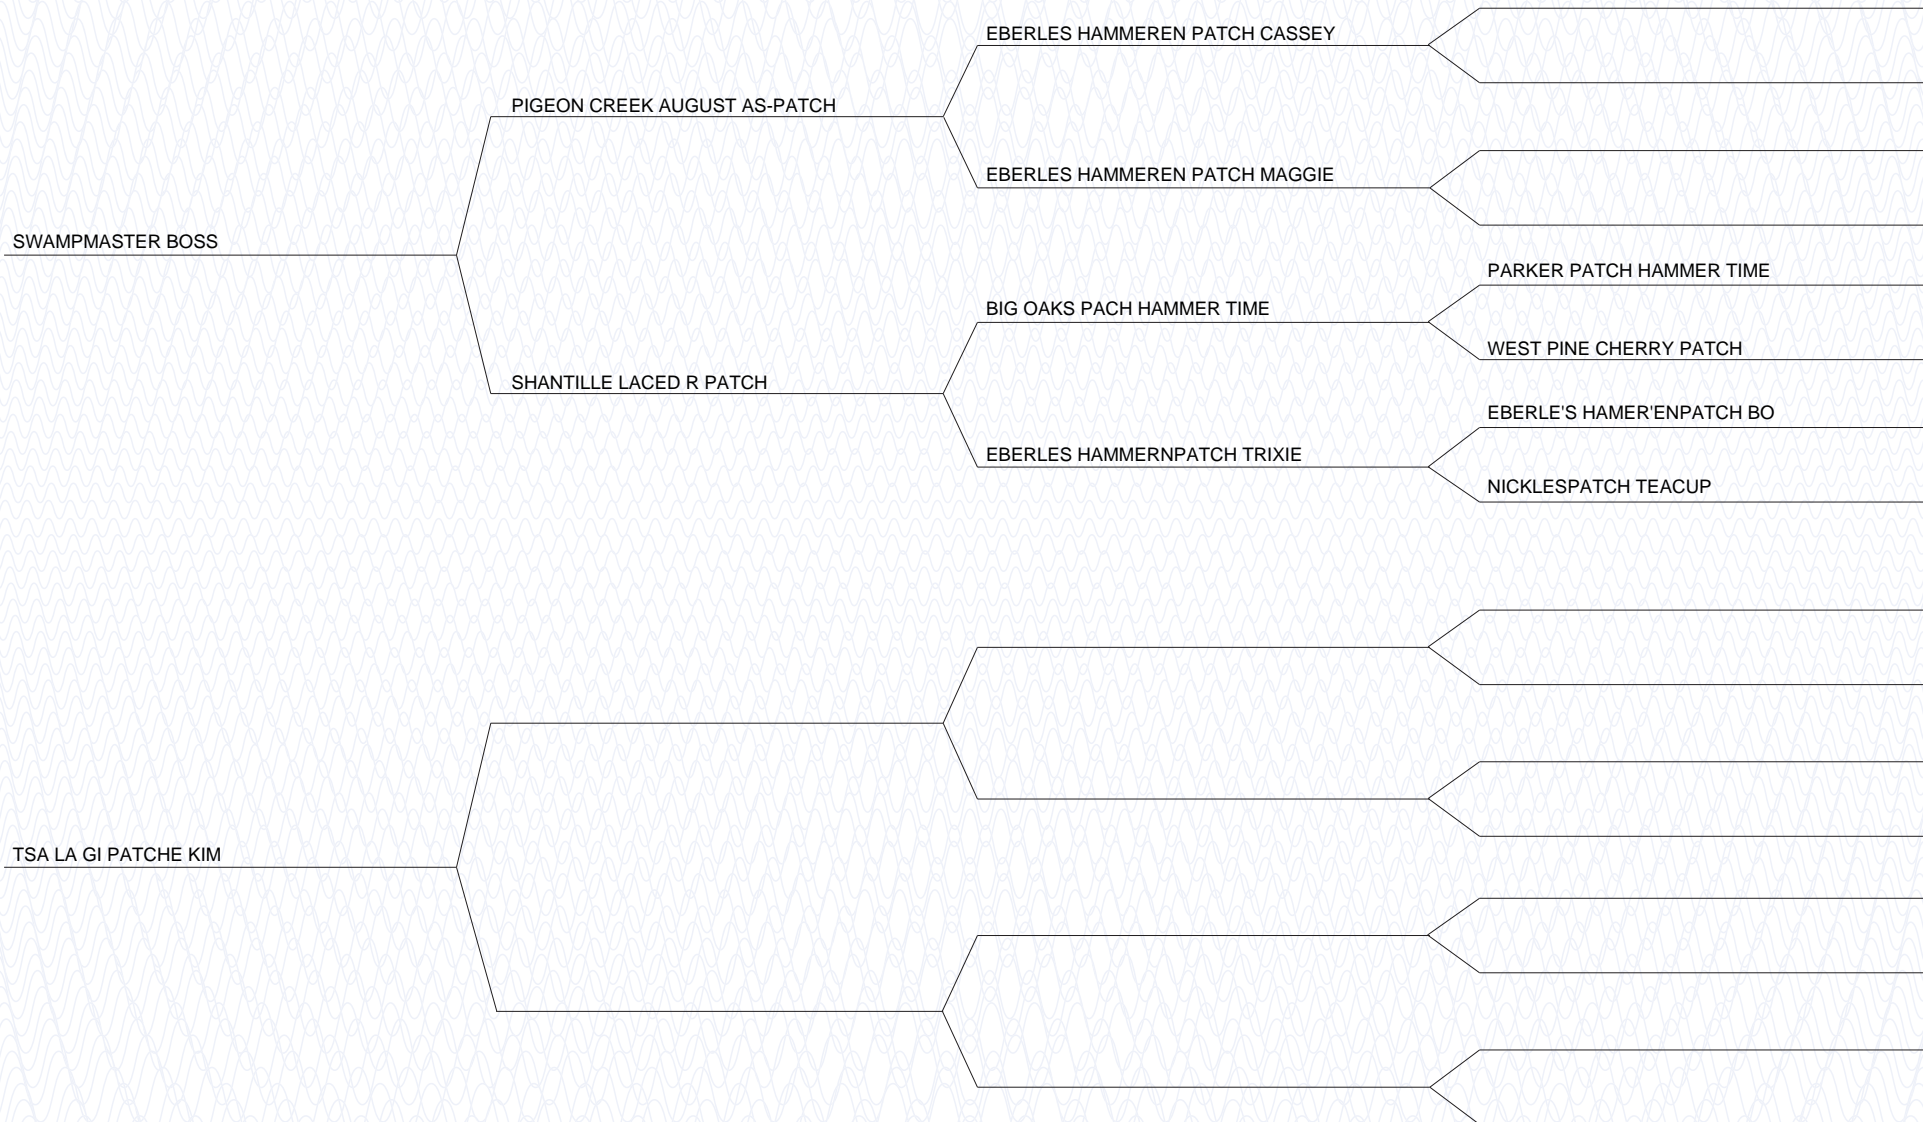 EBERLES HAMMEREN PATCH CASSEY
PIGEON CREEK AUGUST AS-PATCH
EBERLES HAMMEREN PATCH MAGGIE
SWAMPMASTER BOSS
PARKER PATCH HAMMER TIME
BIG OAKS PACH HAMMER TIME
WEST PINE CHERRY PATCH
SHANTILLE LACED R PATCH
EBERLE'S HAMER'ENPATCH BO
EBERLES HAMMERNPATCH TRIXIE
NICKLESPATCH TEACUP
TSA LA GI PATCHE KIM